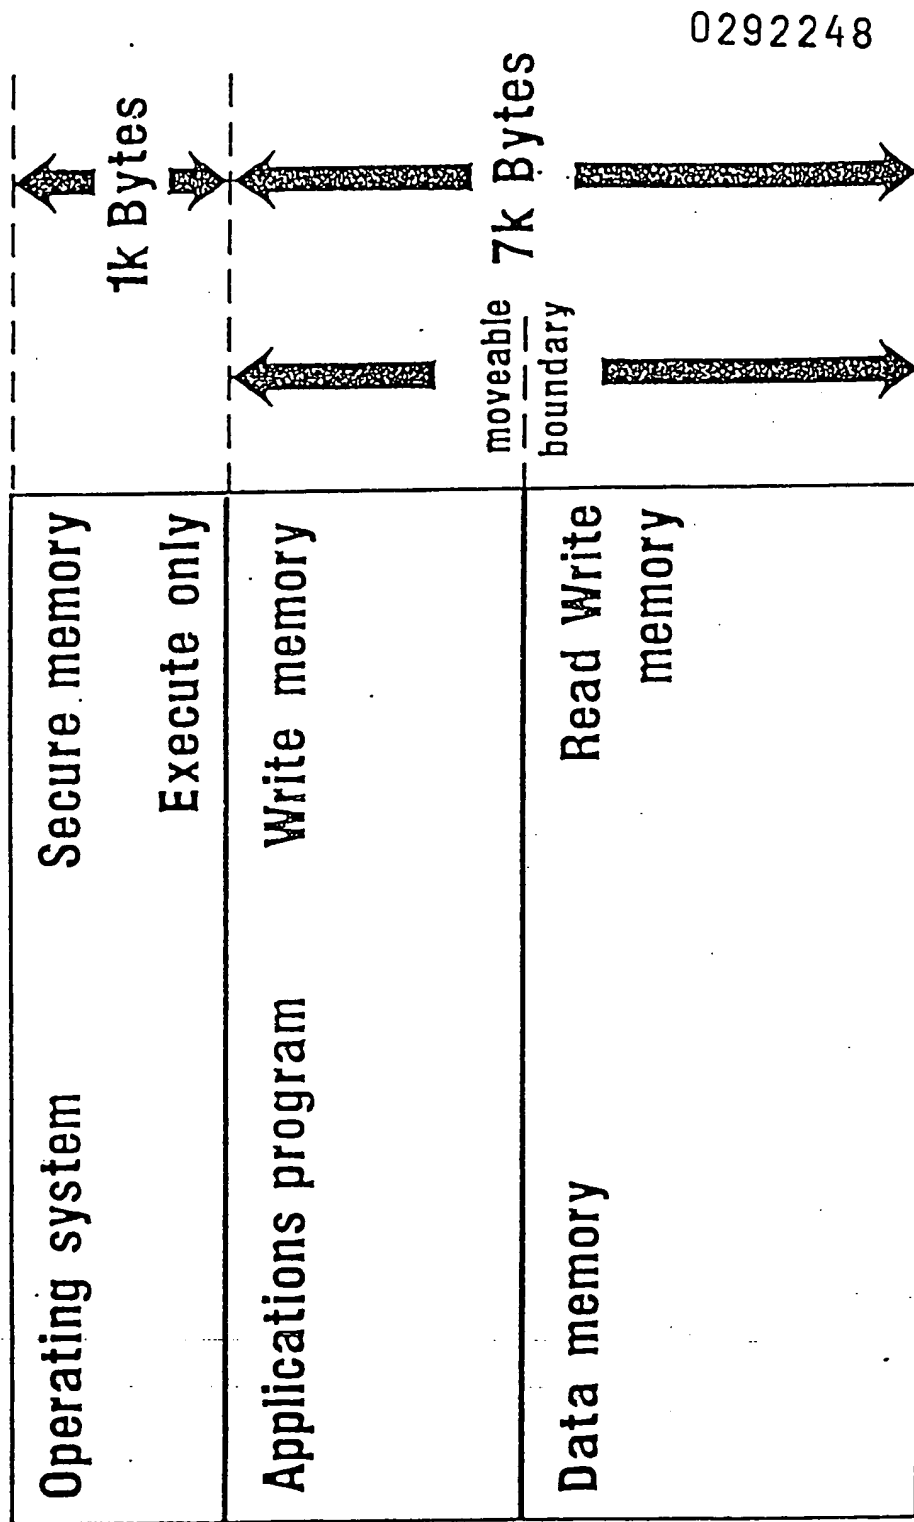 0292248
Operating system
Secure memory
Execute only
1k Bytes
Applications program
Write memory
moveable
boundary
7k Bytes
Data memory
Read Write
memory